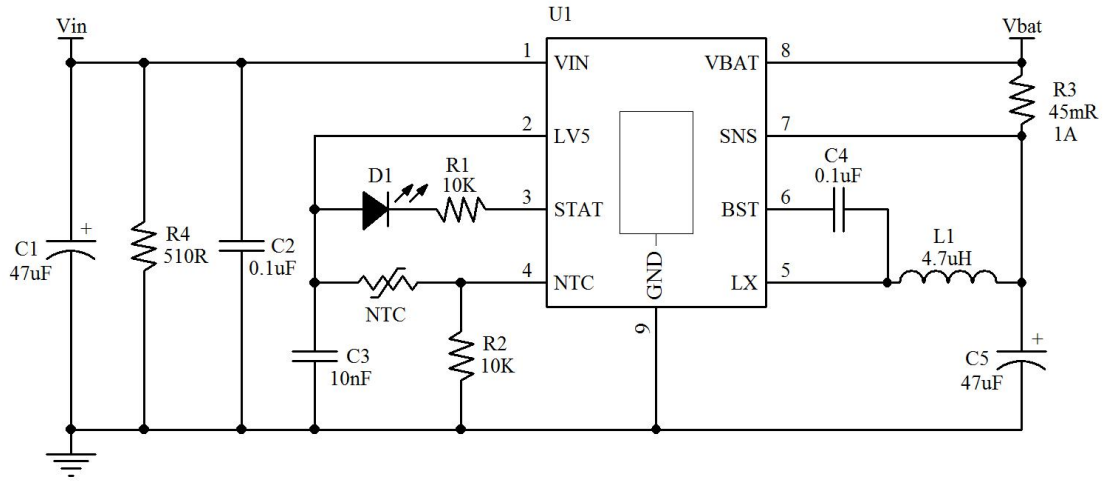 U1
Vin
Vbat
1
VIN
VBAT
8
R3
45mR
1A
2
LV5
SNS
7
C4
0.1uF
D1
R1
10K
3
STAT
BST
6
R4
510R
C1
47uF
C2
0.1uF
L1
4.7uH
4
NTC
GND
LX
5
NTC
9
R2
10K
C3
10nF
C5
47uF
+
+